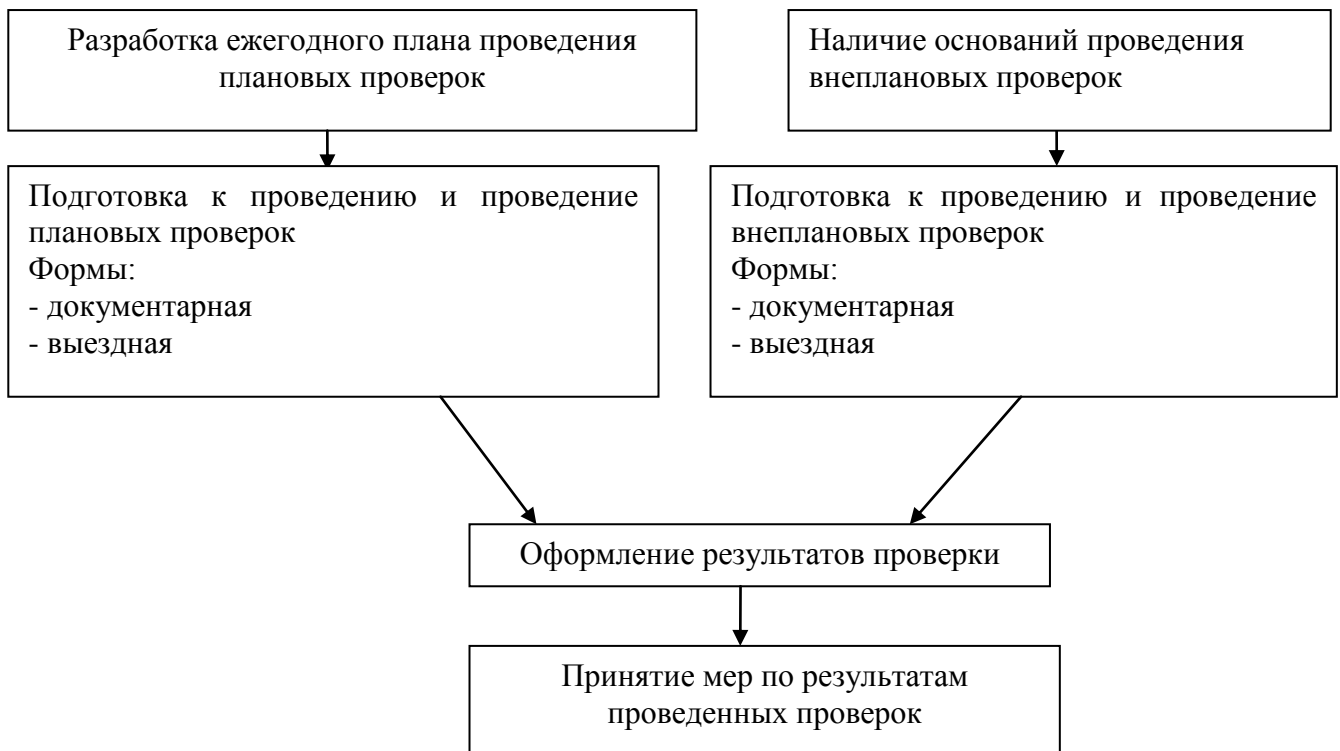 Разработка ежегодного плана проведения
плановых проверок
Наличие оснований проведения
внеплановых проверок
Подготовка к проведению и проведение
плановых проверок
Формы:
- документарная
- выездная
Подготовка к проведению и проведение
внеплановых проверок
Формы:
- документарная
- выездная
Оформление результатов проверки
Принятие мер по результатам
проведенных проверок